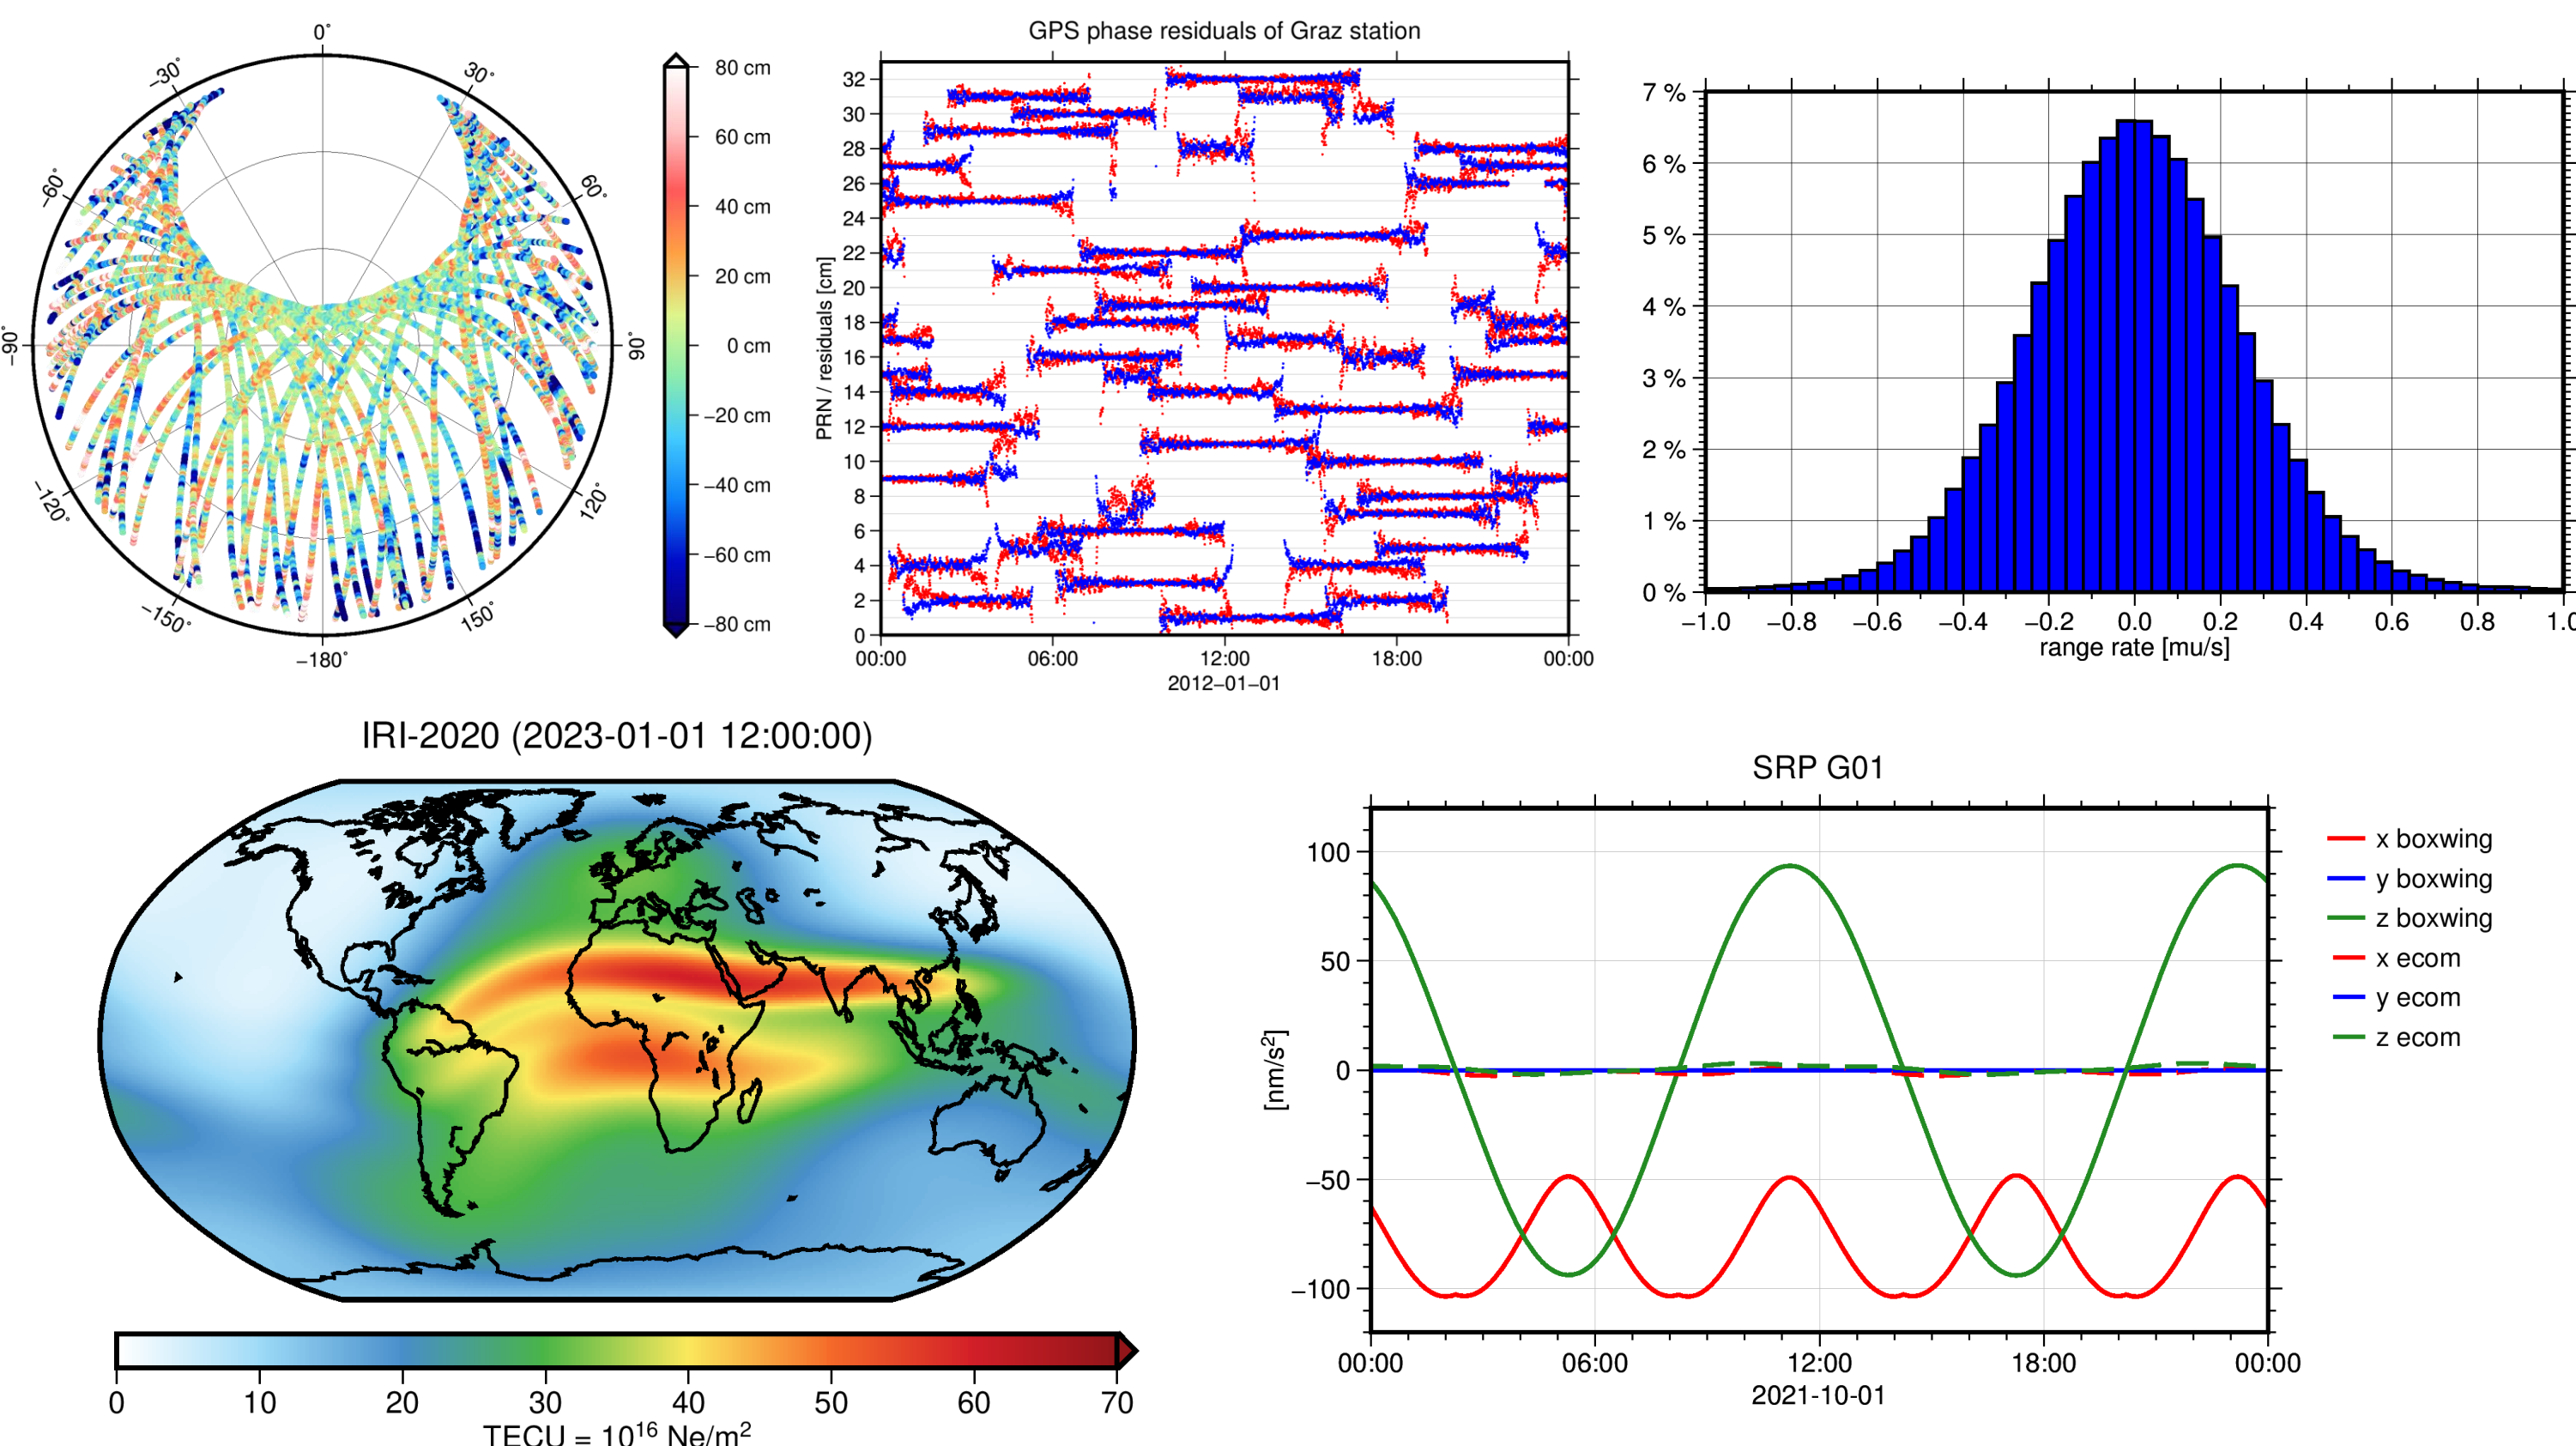 0°
−30°
30°
−60°
60°
−90°
90°
−120°
120°
−150°
150°
−180°
80 cm
60 cm
40 cm
20 cm
0 cm
−20 cm
−40 cm
−60 cm
−80 cm
GPS phase residuals of Graz station
PRN / residuals [cm]
32
30
28
26
24
22
20
18
16
14
12
10
8
6
4
2
0
00:00 06:00 12:00 18:00 00:00
2012−01−01
7 %
6 %
5 %
4 %
3 %
2 %
1 %
0 %
−1.0 −0.8 −0.6 −0.4 −0.2 0.0 0.2 0.4 0.6 0.8 1.0
range rate [mu/s]
IRI-2020 (2023-01-01 12:00:00)
0 10 20 30 40 50 60 70
TECU = 10¹⁶ Ne/m²
SRP G01
[nm/s²]
100
50
0
−50
−100
00:00 06:00 12:00 18:00 00:00
2021-10-01
x boxwing
y boxwing
z boxwing
x ecom
y ecom
z ecom